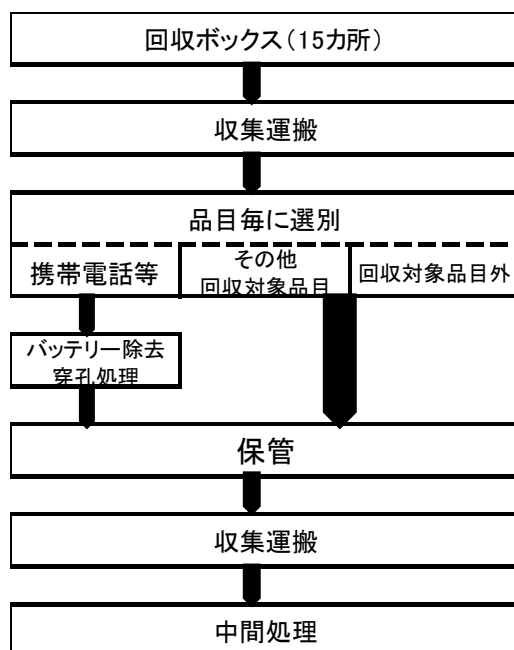 回収ボックス(15カ所)
収集運搬
品目毎に選別
携帯電話等
その他
回収対象品目
回収対象品目外
バッテリー除去
穿孔処理
保管
収集運搬
中間処理